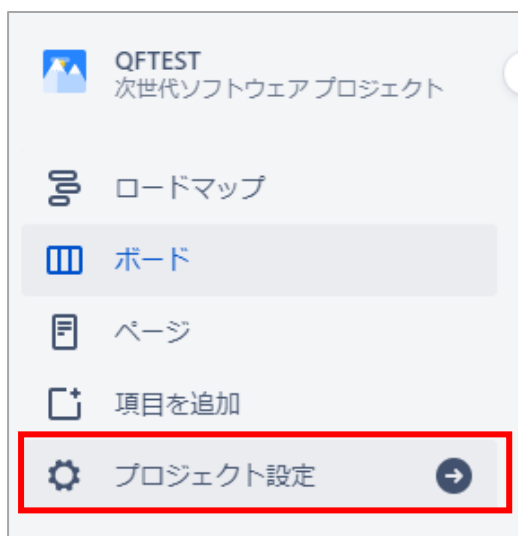 QFTEST
次世代ソフトウェア プロジェクト
ロードマップ
ボード
ページ
項目を追加
プロジェクト設定